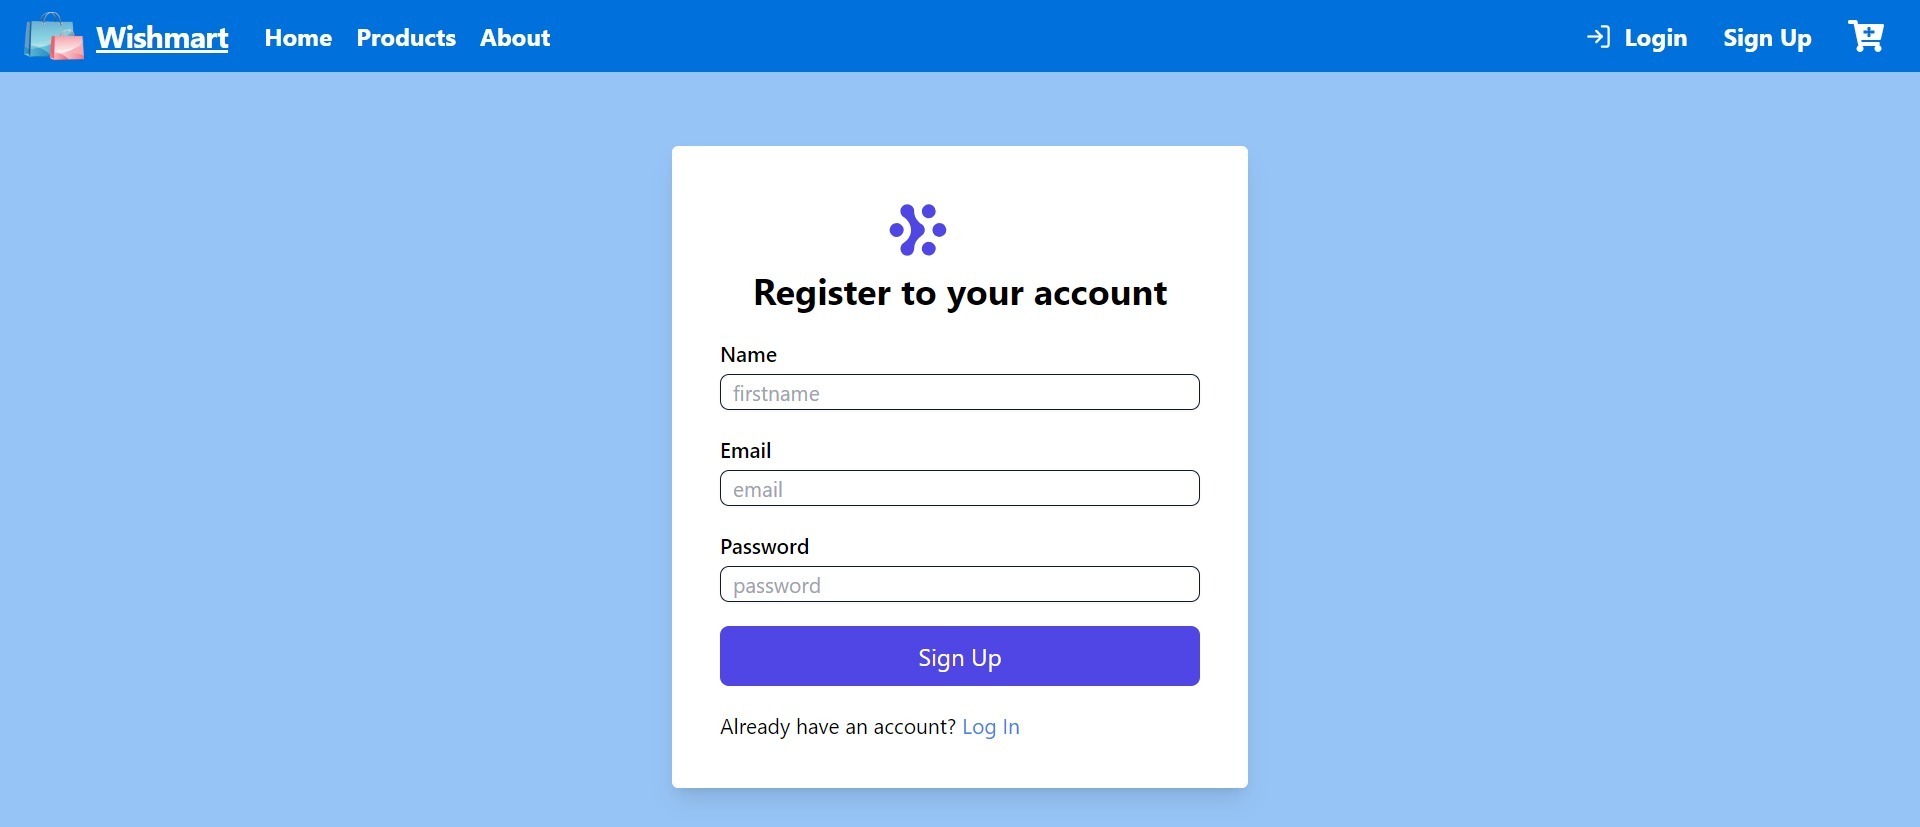 Wishmart Home Products About Login Sign Up
Register to your account
Name
firstname
Email
email
Password
password
Sign Up
Already have an account? Log In